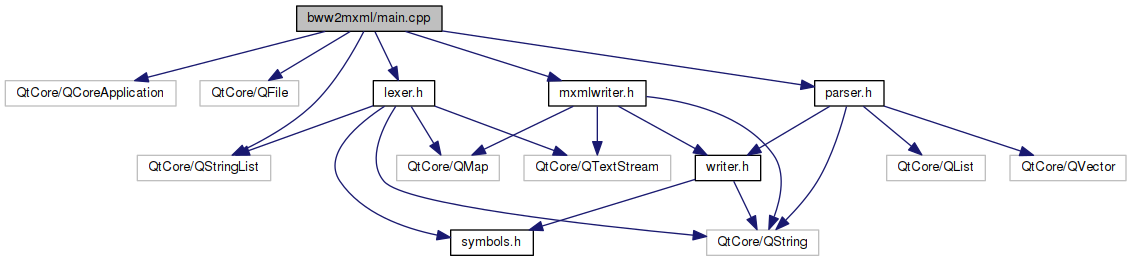 bww2mxml/main.cpp
QtCore/QCoreApplication
QtCore/QFile
lexer.h
mxmlwriter.h
parser.h
QtCore/QStringList
QtCore/QMap
QtCore/QTextStream
writer.h
QtCore/QList
QtCore/QVector
symbols.h
QtCore/QString